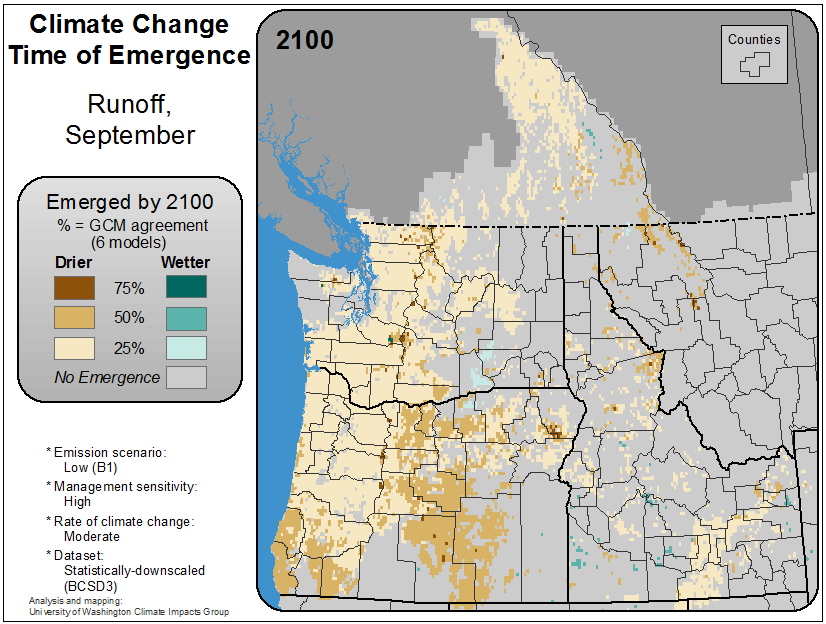 Climate Change
Time of Emergence
Runoff,
September
Emerged by 2100
% = GCM agreement
(6 models)
Drier Wetter
75%
50%
25%
No Emergence
* Emission scenario:
Low (B1)
* Management sensitivity:
High
* Rate of climate change:
Moderate
* Dataset:
Statistically-downscaled
(BCSD3)
Analysis and mapping:
University of Washington Climate Impacts Group
2100
Counties